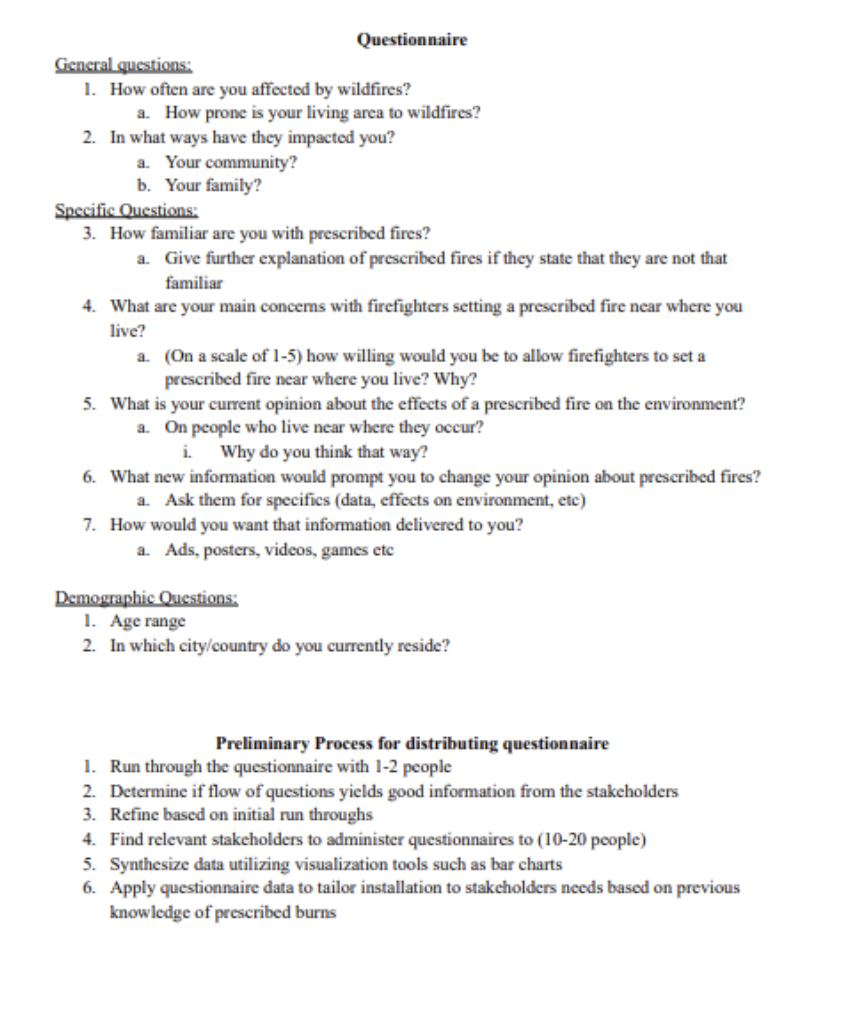 Questionnaire
General questions:
1. How often are you affected by wildfires?
a. How prone is your living area to wildfires?
2. In what ways have they impacted you?
a. Your community?
b. Your family?
Specific Questions:
3. How familiar are you with prescribed fires?
a. Give further explanation of prescribed fires if they state that they are not that
familiar
4. What are your main concerns with firefighters setting a prescribed fire near where you
live?
a. (On a scale of 1-5) how willing would you be to allow firefighters to set a
prescribed fire near where you live? Why?
5. What is your current opinion about the effects of a prescribed fire on the environment?
a. On people who live near where they occur?
i. Why do you think that way?
6. What new information would prompt you to change your opinion about prescribed fires?
a. Ask them for specifics (data, effects on environment, etc)
7. How would you want that information delivered to you?
a. Ads, posters, videos, games etc
Demographic Questions:
1. Age range
2. In which city/country do you currently reside?
Preliminary Process for distributing questionnaire
1. Run through the questionnaire with 1-2 people
2. Determine if flow of questions yields good information from the stakeholders
3. Refine based on initial run throughs
4. Find relevant stakeholders to administer questionnaires to (10-20 people)
5. Synthesize data utilizing visualization tools such as bar charts
6. Apply questionnaire data to tailor installation to stakeholders needs based on previous
knowledge of prescribed burns